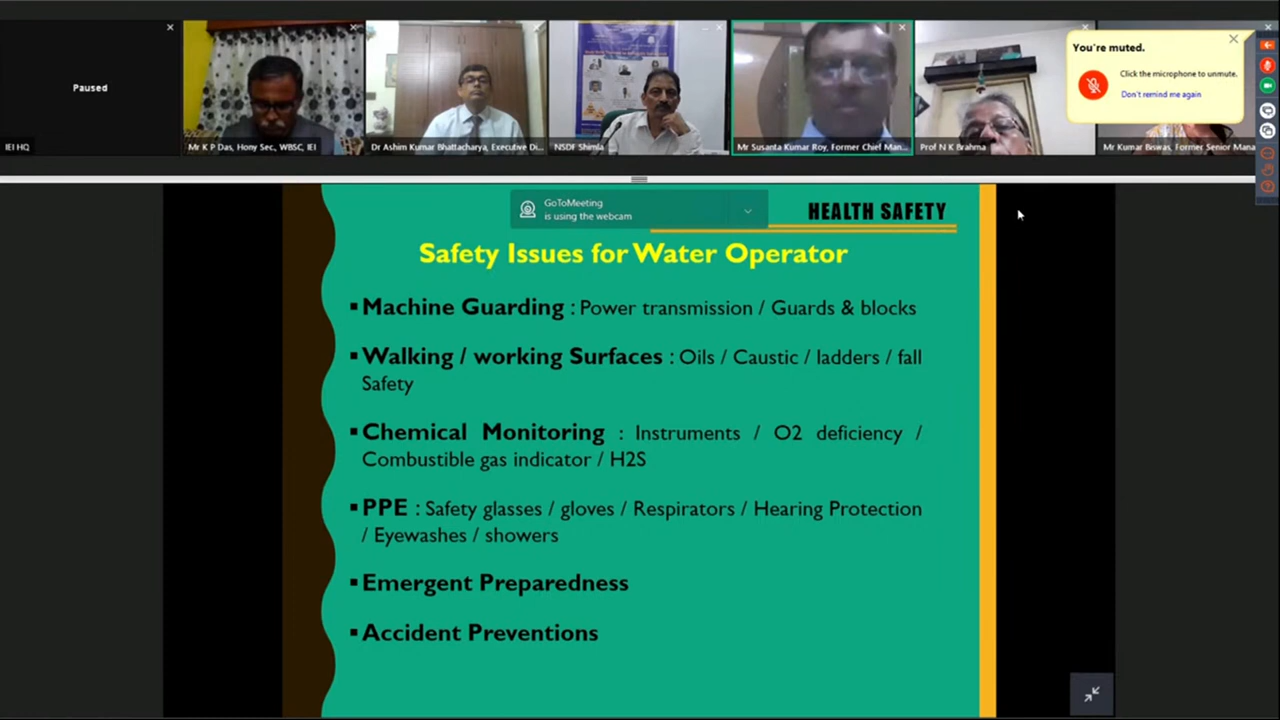 Paused
IEI HQ
Mr K P Das, Hony Sec., WBSC, IEI
Dr Ashim Kumar Bhattacharya, Executive Di...
NSDF Shimla
Mr Susanta Kumar Roy, Former Chief Man...
Prof N K Brahma
Mr Kumar Biswas, Former Senior Mana
You're muted.
Click the microphone to unmute.
Don't remind me again
GoToMeeting
is using the webcam
HEALTH SAFETY
Safety Issues for Water Operator
▪ Machine Guarding : Power transmission / Guards & blocks
▪ Walking / working Surfaces : Oils / Caustic / ladders / fall
Safety
▪ Chemical Monitoring : Instruments / O2 deficiency /
Combustible gas indicator / H2S
▪ PPE : Safety glasses / gloves / Respirators / Hearing Protection
/ Eyewashes / showers
▪ Emergent Preparedness
▪ Accident Preventions